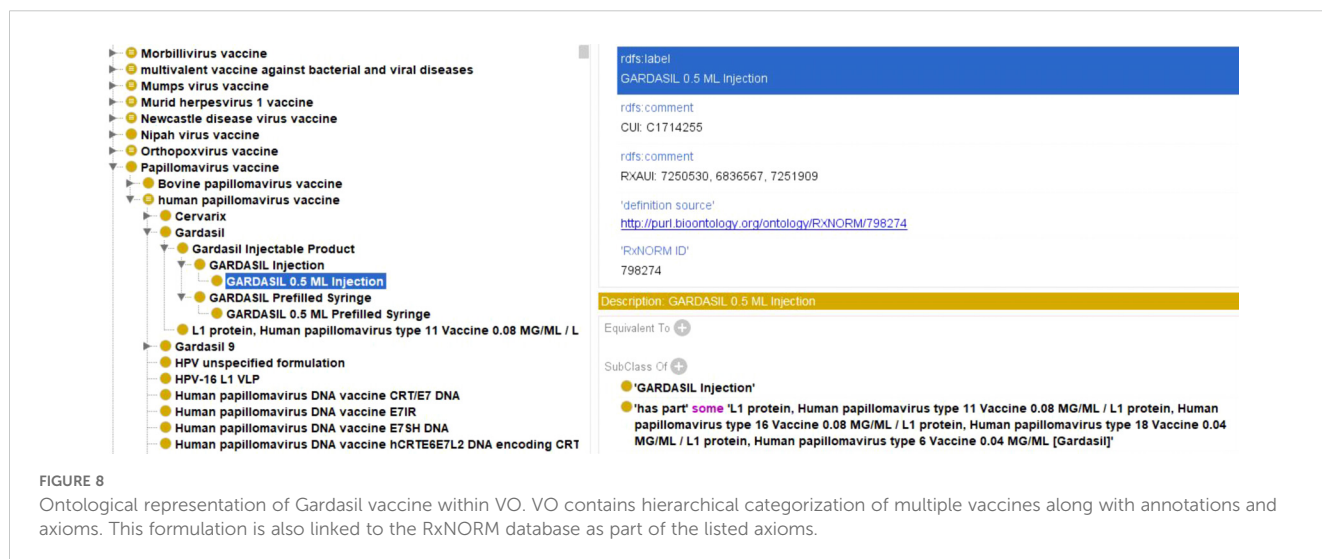 Morbillivirus vaccine
multivalent vaccine against bacterial and viral diseases
Mumps virus vaccine
Murid herpesvirus 1 vaccine
Newcastle disease virus vaccine
Nipah virus vaccine
Orthopoxvirus vaccine
Papillomavirus vaccine
Bovine papillomavirus vaccine
human papillomavirus vaccine
Cervarix
Gardasil
Gardasil Injectable Product
GARDASIL Injection
GARDASIL 0.5 ML Injection
GARDASIL Prefilled Syringe
GARDASIL 0.5 ML Prefilled Syringe
L1 protein, Human papillomavirus type 11 Vaccine 0.08 MG/ML / L
Gardasil 9
HPV unspecified formulation
HPV-16 L1 VLP
Human papillomavirus DNA vaccine CRT/E7 DNA
Human papillomavirus DNA vaccine E7IR
Human papillomavirus DNA vaccine E7SH DNA
Human papillomavirus DNA vaccine hCRTE6E7L2 DNA encoding CRT
rdfs:label
GARDASIL 0.5 ML Injection
rdfs:comment
CUI: C1714255
rdfs:comment
RXAUI: 7250530, 6836567, 7251909
'definition source'
http://purl.bioontology.org/ontology/RXNORM/798274
'RxNORM ID'
798274
Description: GARDASIL 0.5 ML Injection
Equivalent To
SubClass Of
'GARDASIL Injection'
'has part' some 'L1 protein, Human papillomavirus type 11 Vaccine 0.08 MG/ML / L1 protein, Human
papillomavirus type 16 Vaccine 0.08 MG/ML / L1 protein, Human papillomavirus type 18 Vaccine 0.04
MG/ML / L1 protein, Human papillomavirus type 6 Vaccine 0.04 MG/ML [Gardasil]'
FIGURE 8
Ontological representation of Gardasil vaccine within VO. VO contains hierarchical categorization of multiple vaccines along with annotations and
axioms. This formulation is also linked to the RxNORM database as part of the listed axioms.